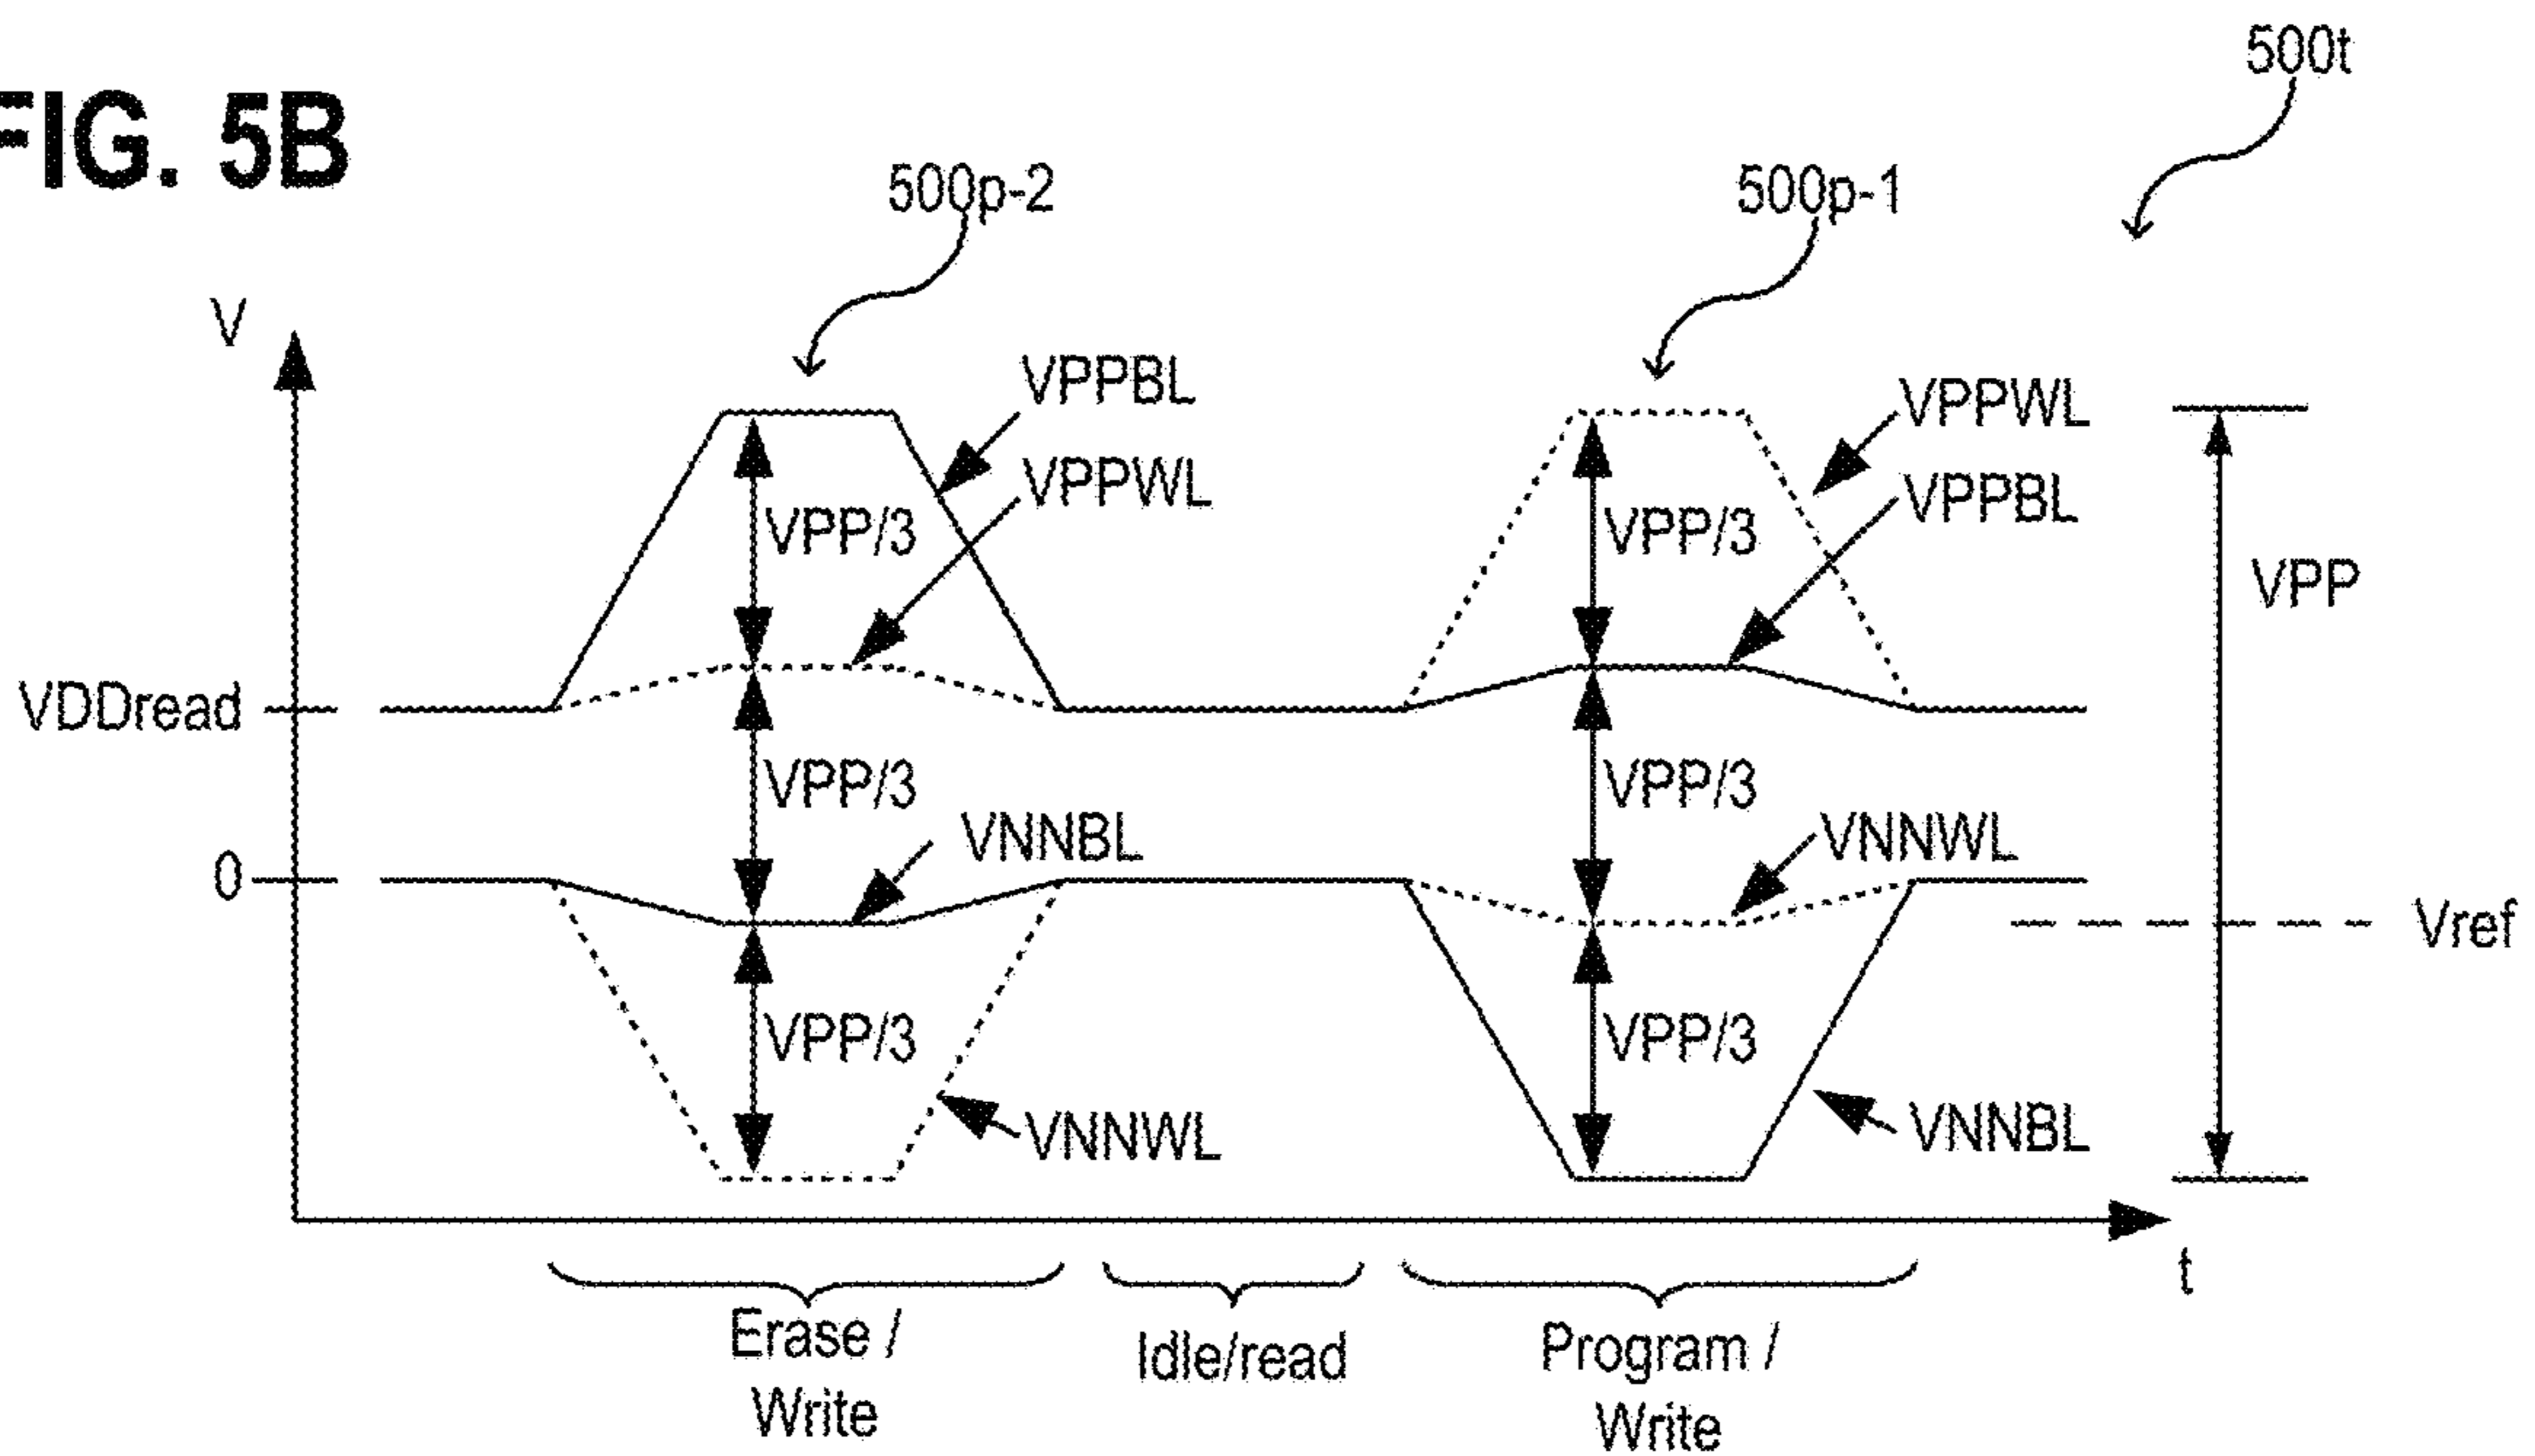 FIG. 5B
500t
500p-2
500p-1
V
VPPBL
VPPWL
VPPWL
VPPBL
VPP/3
VPP/3
VPP
VDDread
VPP/3
VPP/3
VNNBL
VNNWL
0
Vref
VPP/3
VPP/3
VNNWL
VNNBL
t
Erase /
Write
Idle/read
Program /
Write